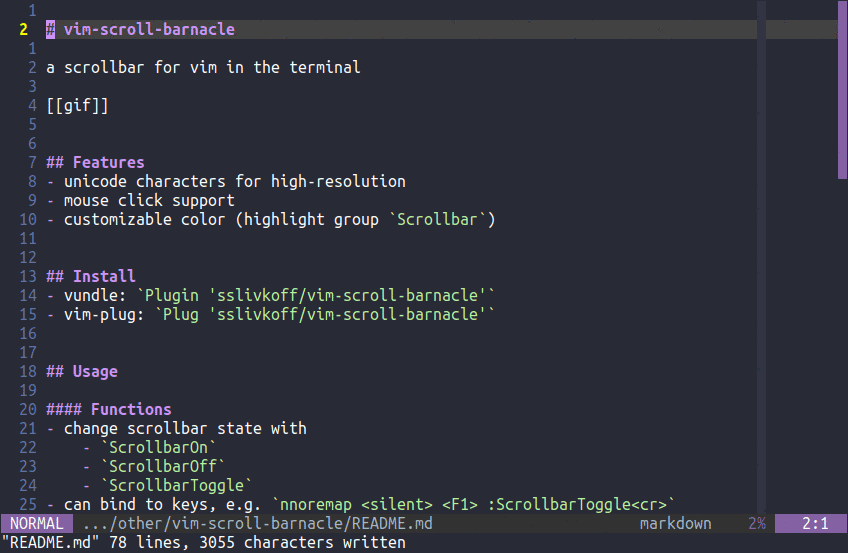 1
2 # vim-scroll-barnacle
1
2 a scrollbar for vim in the terminal
3
4 [[gif]]
5
6
7 ## Features
8 - unicode characters for high-resolution
9 - mouse click support
10 - customizable color (highlight group `Scrollbar`)
11
12
13 ## Install
14 - vundle: `Plugin 'sslivkoff/vim-scroll-barnacle'`
15 - vim-plug: `Plug 'sslivkoff/vim-scroll-barnacle'`
16
17
18 ## Usage
19
20 #### Functions
21 - change scrollbar state with
22     - `ScrollbarOn`
23     - `ScrollbarOff`
24     - `ScrollbarToggle`
25 - can bind to keys, e.g. `nnoremap <silent> <F1> :ScrollbarToggle<cr>`
NORMAL .../other/vim-scroll-barnacle/README.md markdown 2% 2:1
"README.md" 78 lines, 3055 characters written